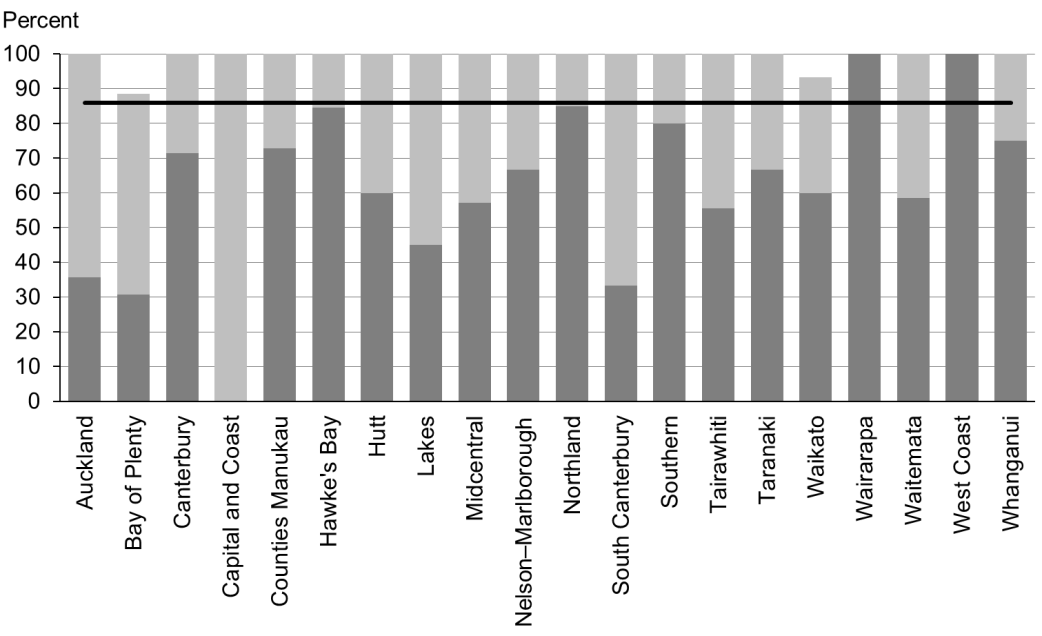 Percent
100
90
80
70
60
50
40
30
20
10
0
Auckland
Bay of Plenty
Canterbury
Capital and Coast
Counties Manukau
Hawke's Bay
Hutt
Lakes
Midcentral
Nelson–Marlborough
Northland
South Canterbury
Southern
Tairawhiti
Taranaki
Waikato
Wairarapa
Waitemata
West Coast
Whanganui